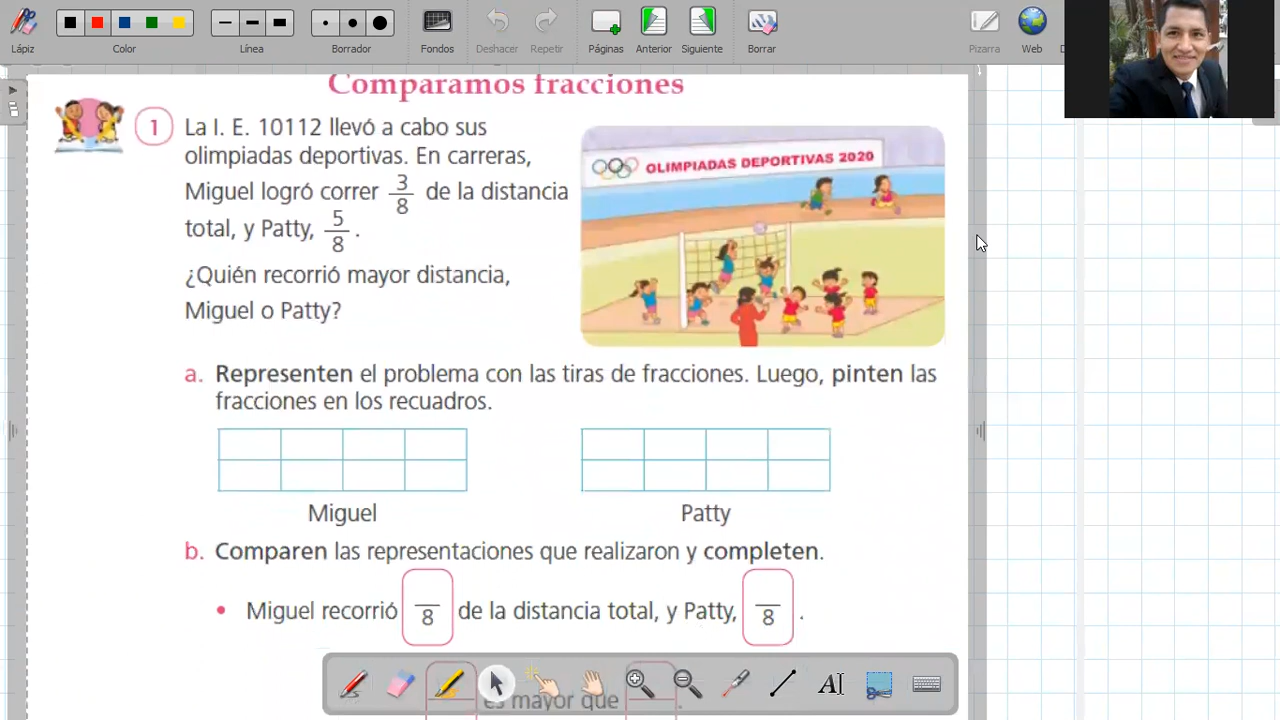 Lápiz
Color
Línea
Borrador
Fondos
Deshacer
Repetir
Páginas
Anterior
Siguiente
Borrar
Pizarra
Web
Comparamos fracciones
1 La I. E. 10112 llevó a cabo sus
olimpiadas deportivas. En carreras,
Miguel logró correr 3/8 de la distancia
total, y Patty, 5/8.
¿Quién recorrió mayor distancia,
Miguel o Patty?
OLIMPIADAS DEPORTIVAS 2020
a. Representen el problema con las tiras de fracciones. Luego, pinten las
fracciones en los recuadros.
Miguel
Patty
b. Comparen las representaciones que realizaron y completen.
• Miguel recorrió /8 de la distancia total, y Patty, /8 .
es mayor que .